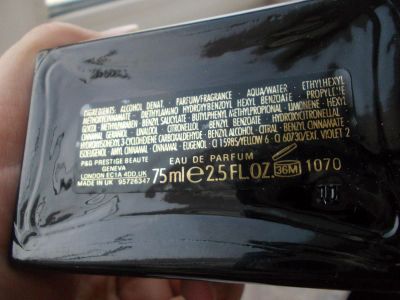 INGREDIENTS: ALCOHOL DENAT. · PARFUM/FRAGRANCE · AQUA/WATER · ETHYLHEXYL
METHOXYCINNAMATE · DIETHYLAMINO HYDROXYBENZOYL HEXYL BENZOATE · PROPYLENE
GLYCOL · BENZYL SALICYLATE · BUTYLPHENYL METHYLPROPIONAL · LIMONENE · HEXYL
CINNAMAL · GERANIOL · LINALOOL · CITRONELLOL · BENZYL BENZOATE · HYDROXYCITRONELLAL
HYDROXYISOHEXYL 3-CYCLOHEXENE CARBOXALDEHYDE · BENZYL ALCOHOL · CITRAL · BENZYL CINNAMATE
ISOEUGENOL · AMYL CINNAMAL · CINNAMAL · EUGENOL · CI 15985/YELLOW 6 · CI 60730/EXT. VIOLET 2
P&G PRESTIGE BEAUTE
GENEVA
LONDON EC1A 4DD, UK
MADE IN UK 95726347
EAU DE PARFUM
75 ml ℮ 2.5 FL.OZ. 36M 1070